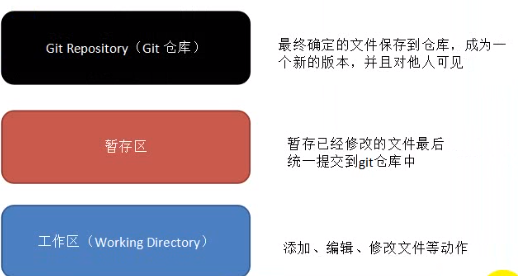 Git Repository（Git 仓库）
最终确定的文件保存到仓库，成为一
个新的版本，并且对他人可见
暂存区
暂存已经修改的文件最后
统一提交到git仓库中
工作区（Working Directory）
添加、编辑、修改文件等动作